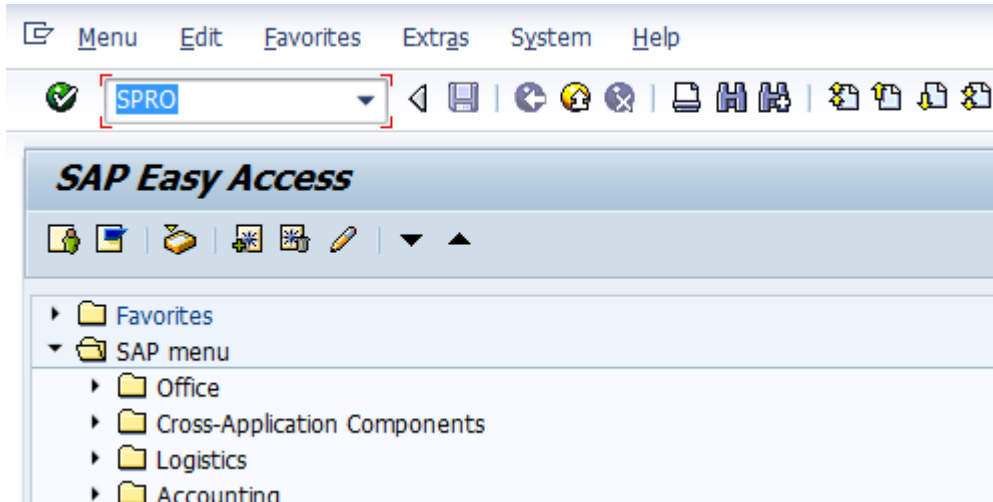 Menu Edit Favorites Extras System Help
SPRO
SAP Easy Access
Favorites
SAP menu
Office
Cross-Application Components
Logistics
Accounting